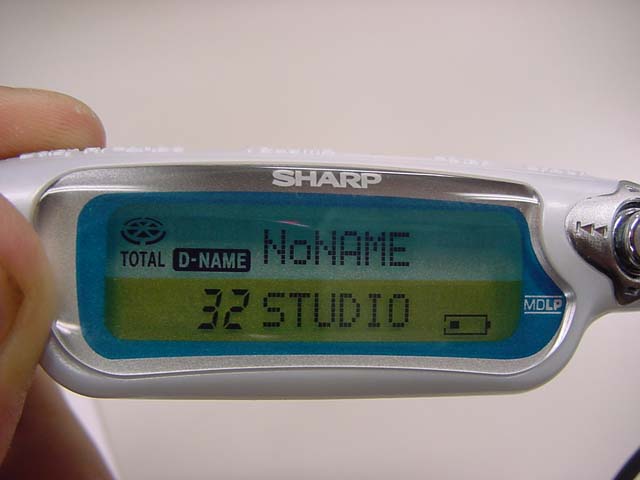 SHARP
TOTAL D-NAME NoNAME
32 STUDIO
MDLP